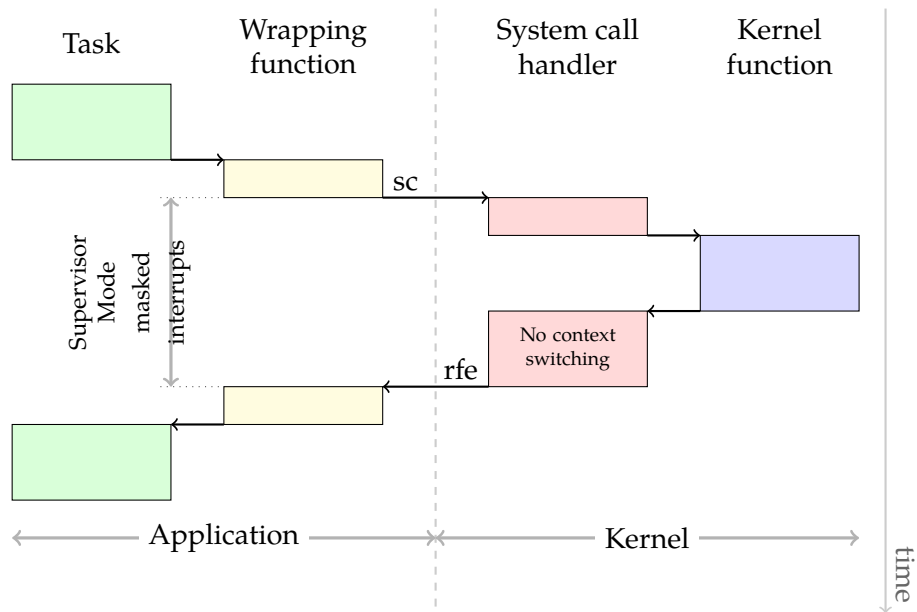 Task
Wrapping
function
System call
handler
Kernel
function
sc
Supervisor
Mode
masked
interrupts
No context
switching
rfe
Application
Kernel
time